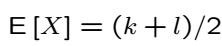 E [X] = (k + l)/2